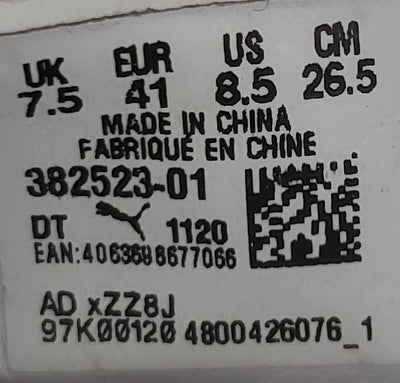 UK EUR US CM
7.5 41 8.5 26.5
MADE IN CHINA
FABRIQUÉ EN CHINE
382523-01
DT 1120
EAN:4063698677066
AD xZZ8J
97K00120 4800426076_1